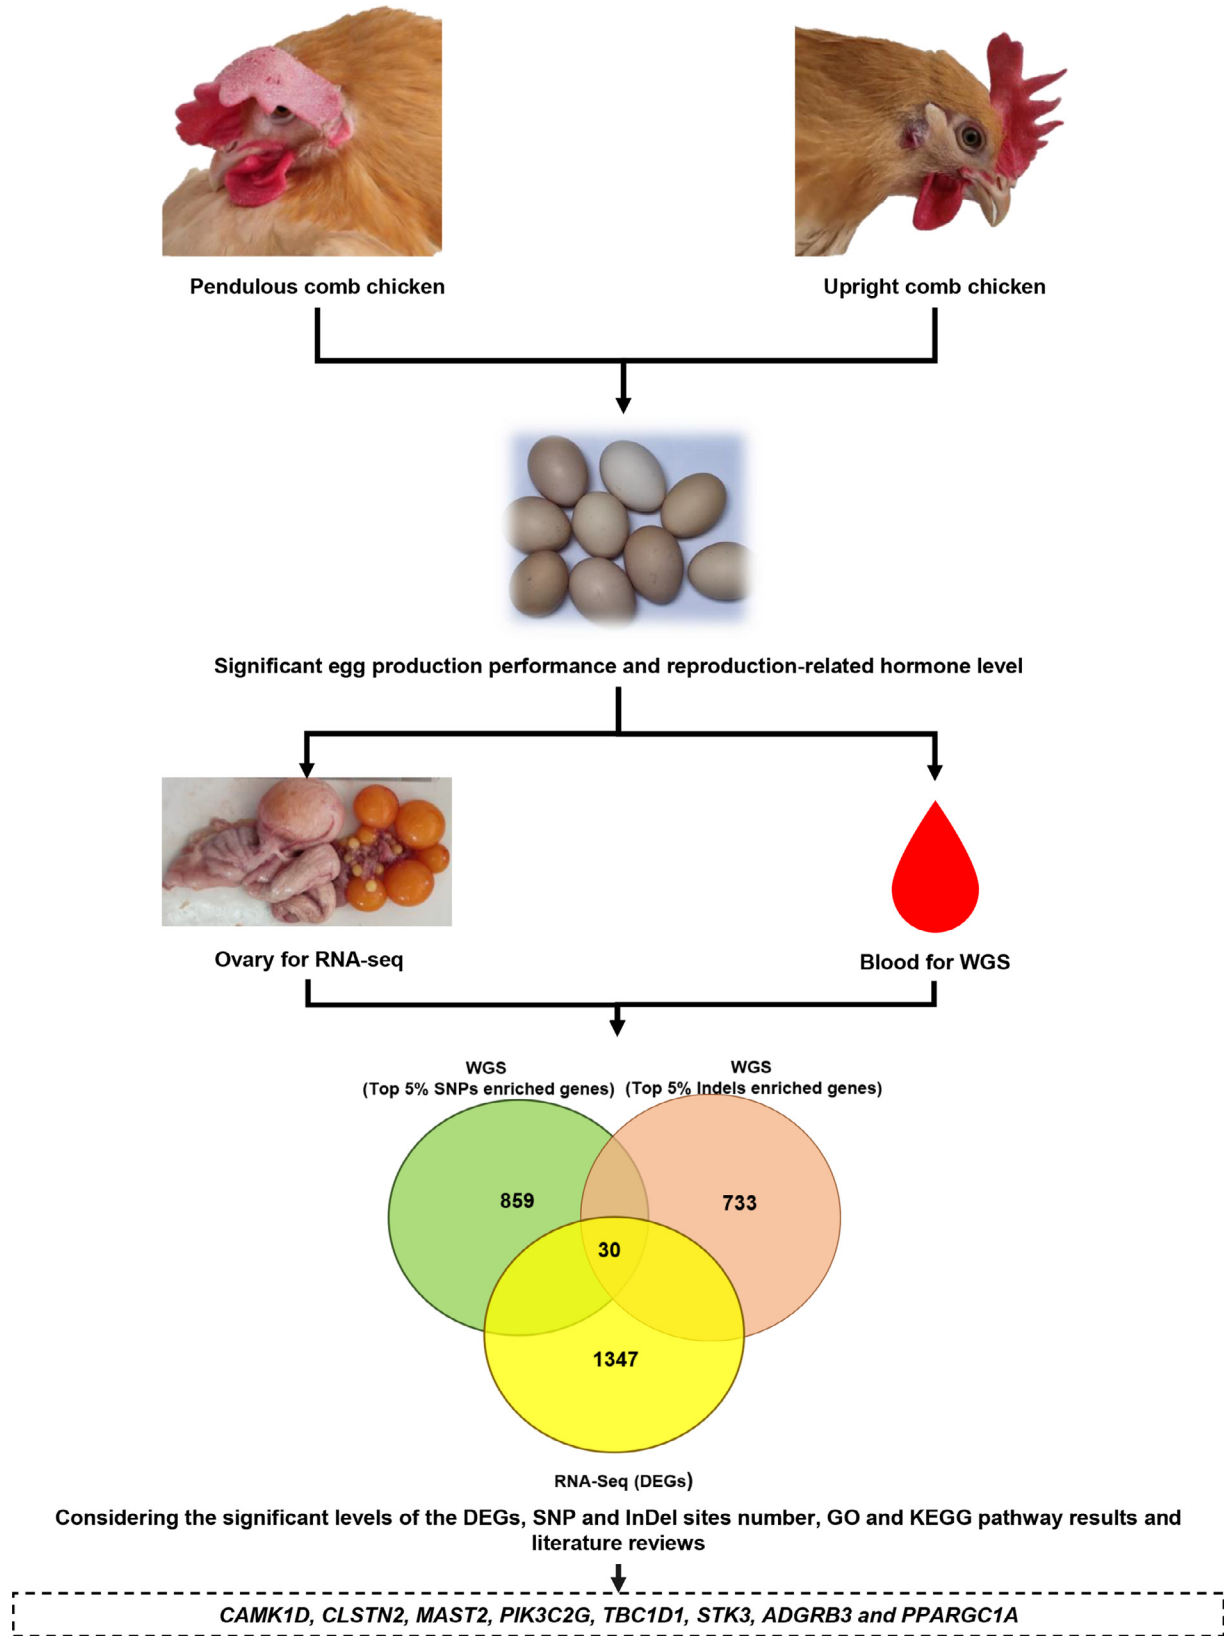 Pendulous comb chicken
Upright comb chicken
Significant egg production performance and reproduction-related hormone level
Ovary for RNA-seq
Blood for WGS
WGS
(Top 5% SNPs enriched genes)
WGS
(Top 5% Indels enriched genes)
859
733
30
1347
RNA-Seq (DEGs)
Considering the significant levels of the DEGs, SNP and InDel sites number, GO and KEGG pathway results and
literature reviews
CAMK1D, CLSTN2, MAST2, PIK3C2G, TBC1D1, STK3, ADGRB3 and PPARGC1A